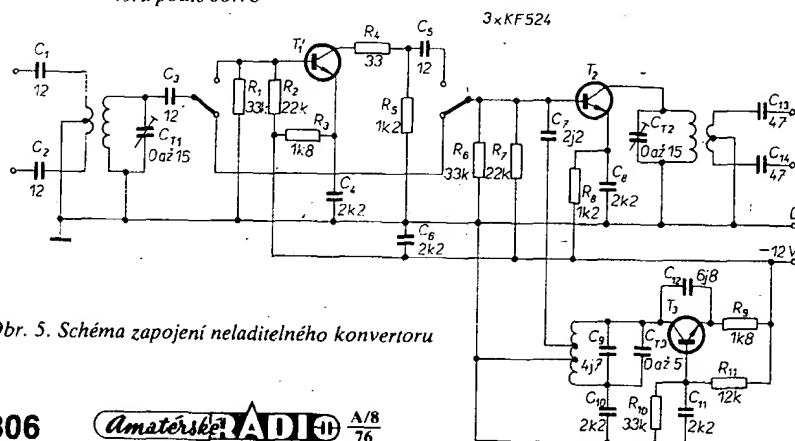 3xKF524
C1
12
C2
12
CT1
0až15
C3
12
R1
33k
R2
22k
T1
R3
1k8
C4
2k2
R4
33
C5
12
R5
1k2
C6
2k2
R6
33k
R7
22k
C7
2j2
T2
R8
1k2
C8
2k2
CT2
0až15
C13
47
C14
47
0
-12V
C12
6j8
T3
R9
1k8
C9
4j7
CT3
0až5
R11
12k
C10
2k2
R10
33k
C11
2k2
Obr. 5. Schéma zapojení neladitelného konvertoru
306
Amatérské RADIO A/8 76